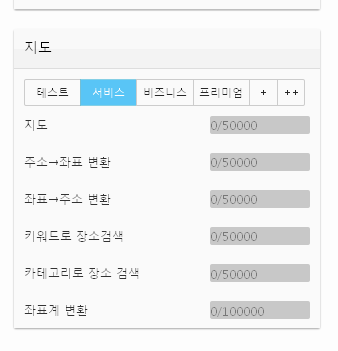 지도
테스트 서비스 비즈니스 프리미엄 + ++
지도 0/50000
주소→좌표 변환 0/50000
좌표→주소 변환 0/50000
키워드로 장소검색 0/50000
카테고리로 장소 검색 0/50000
좌표계 변환 0/100000